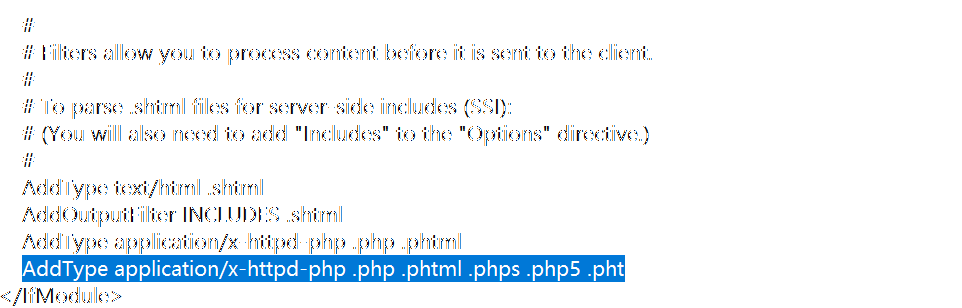 #
# Filters allow you to process content before it is sent to the client.
#
# To parse .shtml files for server-side includes (SSI):
# (You will also need to add "Includes" to the "Options" directive.)
#
AddType text/html .shtml
AddOutputFilter INCLUDES .shtml
AddType application/x-httpd-php .php .phtml
AddType application/x-httpd-php .php .phtml .phps .php5 .pht
</IfModule>